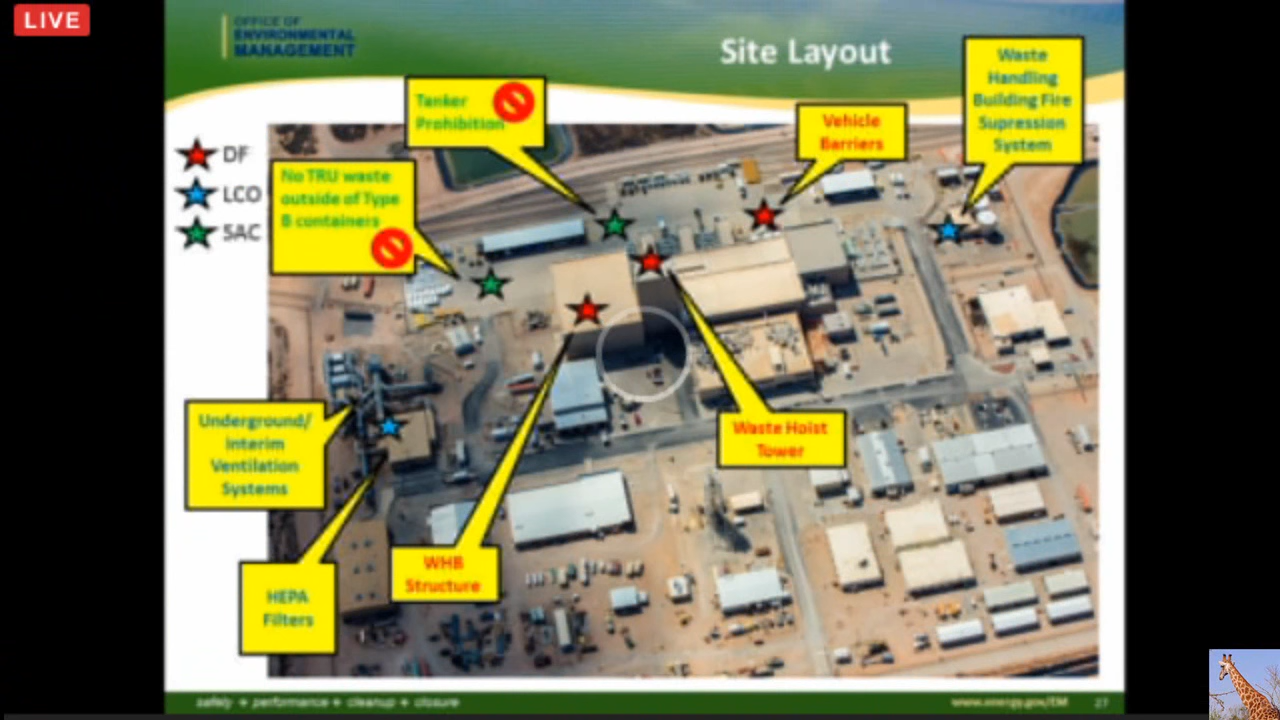 LIVE
OFFICE OF
ENVIRONMENTAL
MANAGEMENT
Site Layout
Waste
Handling
Building Fire
Supression
System
Tanker
Prohibition
Vehicle
Barriers
DF
LCO
SAC
No TRU waste
outside of Type
B containers
Underground/
Interim
Ventilation
Systems
Waste Hoist
Tower
WHB
Structure
HEPA
Filters
safely + performance + cleanup + closure
www.energy.gov/EM
27